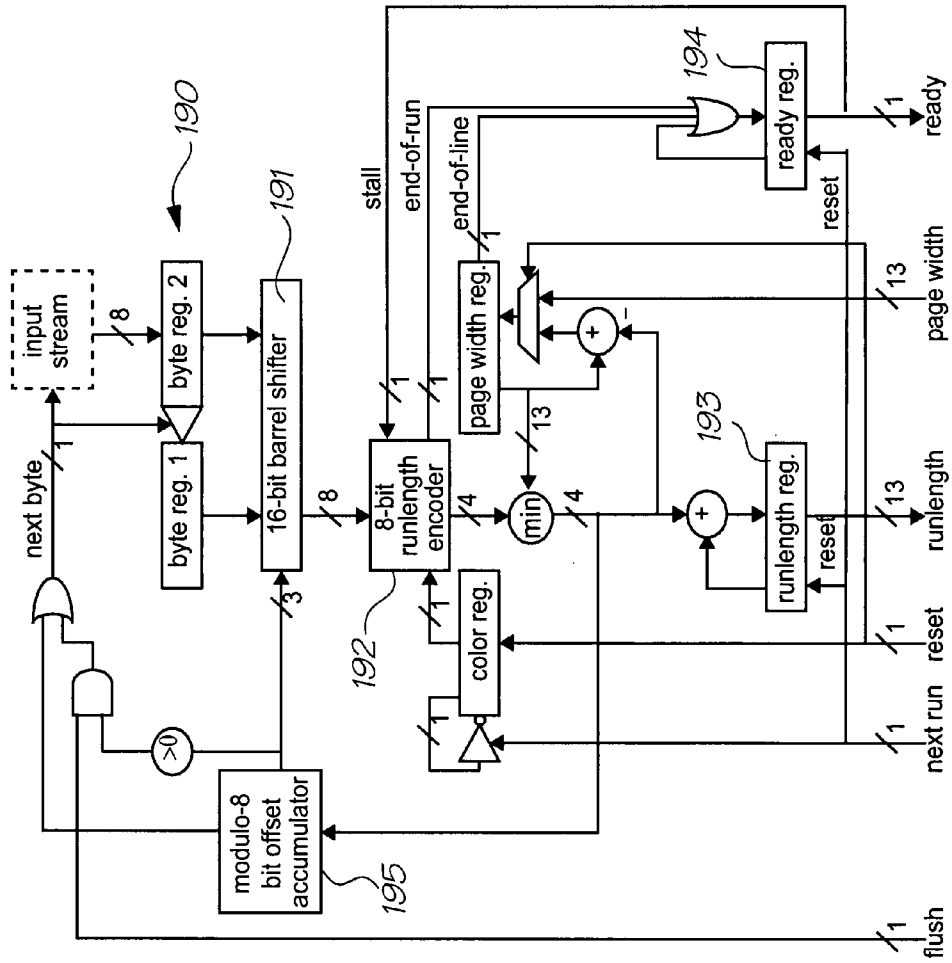 input
stream
8
190
next byte
1
byte reg. 1
byte reg. 2
16-bit barrel shifter
191
3
8
>0
modulo-8
bit offset
accumulator
195
8-bit
runlength
encoder
192
stall
1
end-of-run
1
end-of-line
1
4
min
4
13
page width reg.
+
-
color reg.
1
1
+
runlength reg.
193
reset
ready reg.
194
reset
1
flush
1
next run
1
reset
13
runlength
13
page width
1
ready